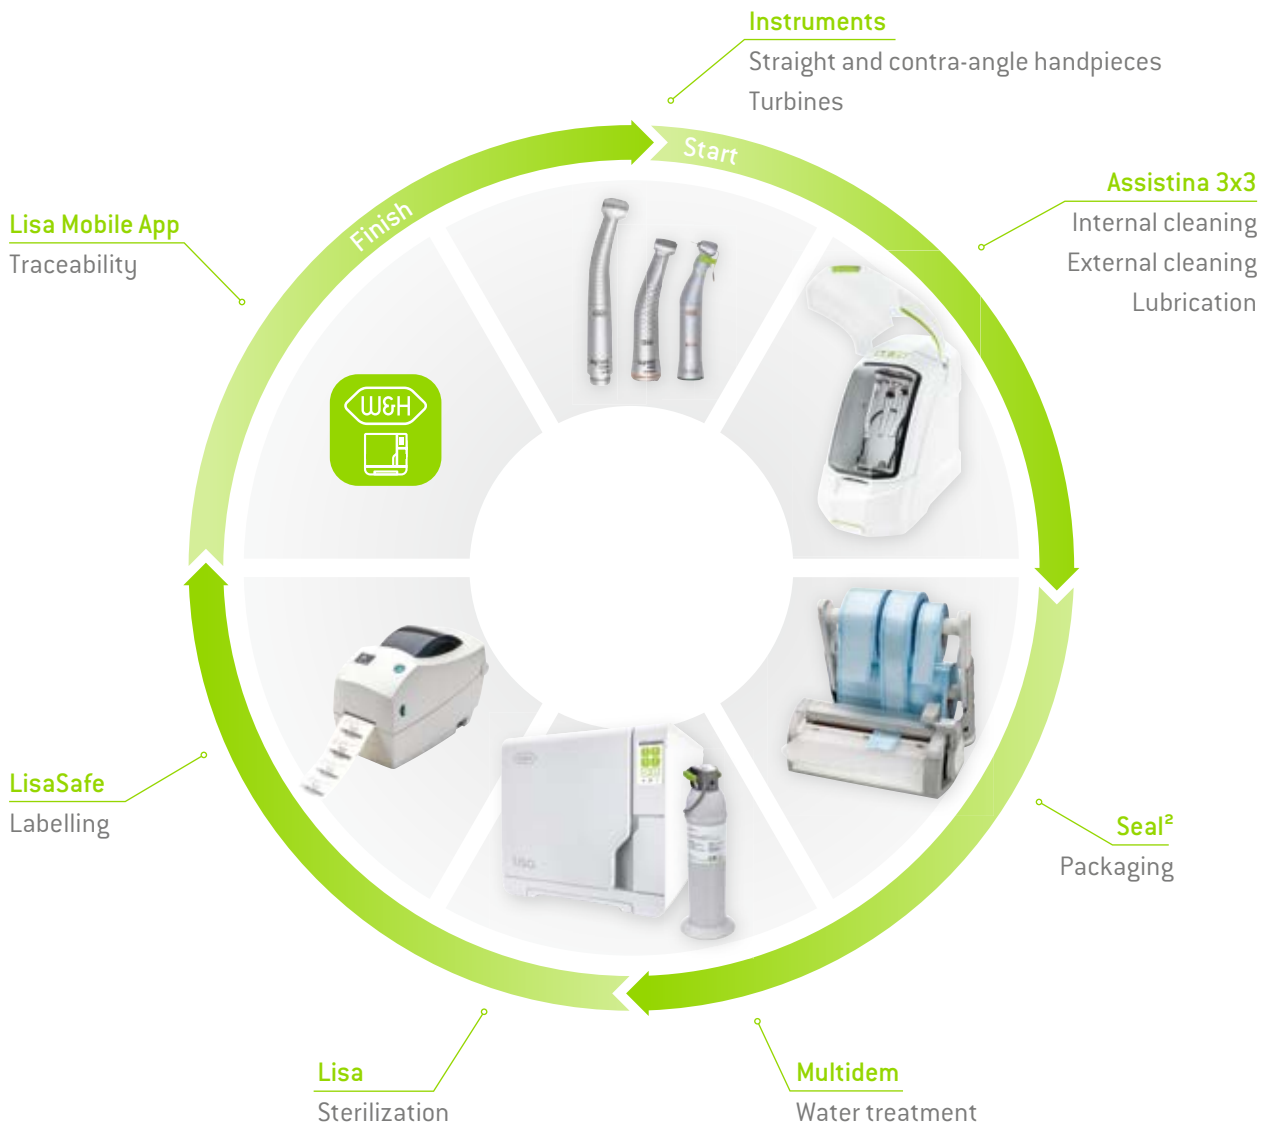 Instruments
Straight and contra-angle handpieces
Turbines
Start
Assistina 3x3
Internal cleaning
External cleaning
Lubrication
Finish
Lisa Mobile App
Traceability
W&H
LisaSafe
Labelling
Seal²
Packaging
LISA
Lisa
Sterilization
Multidem
Water treatment